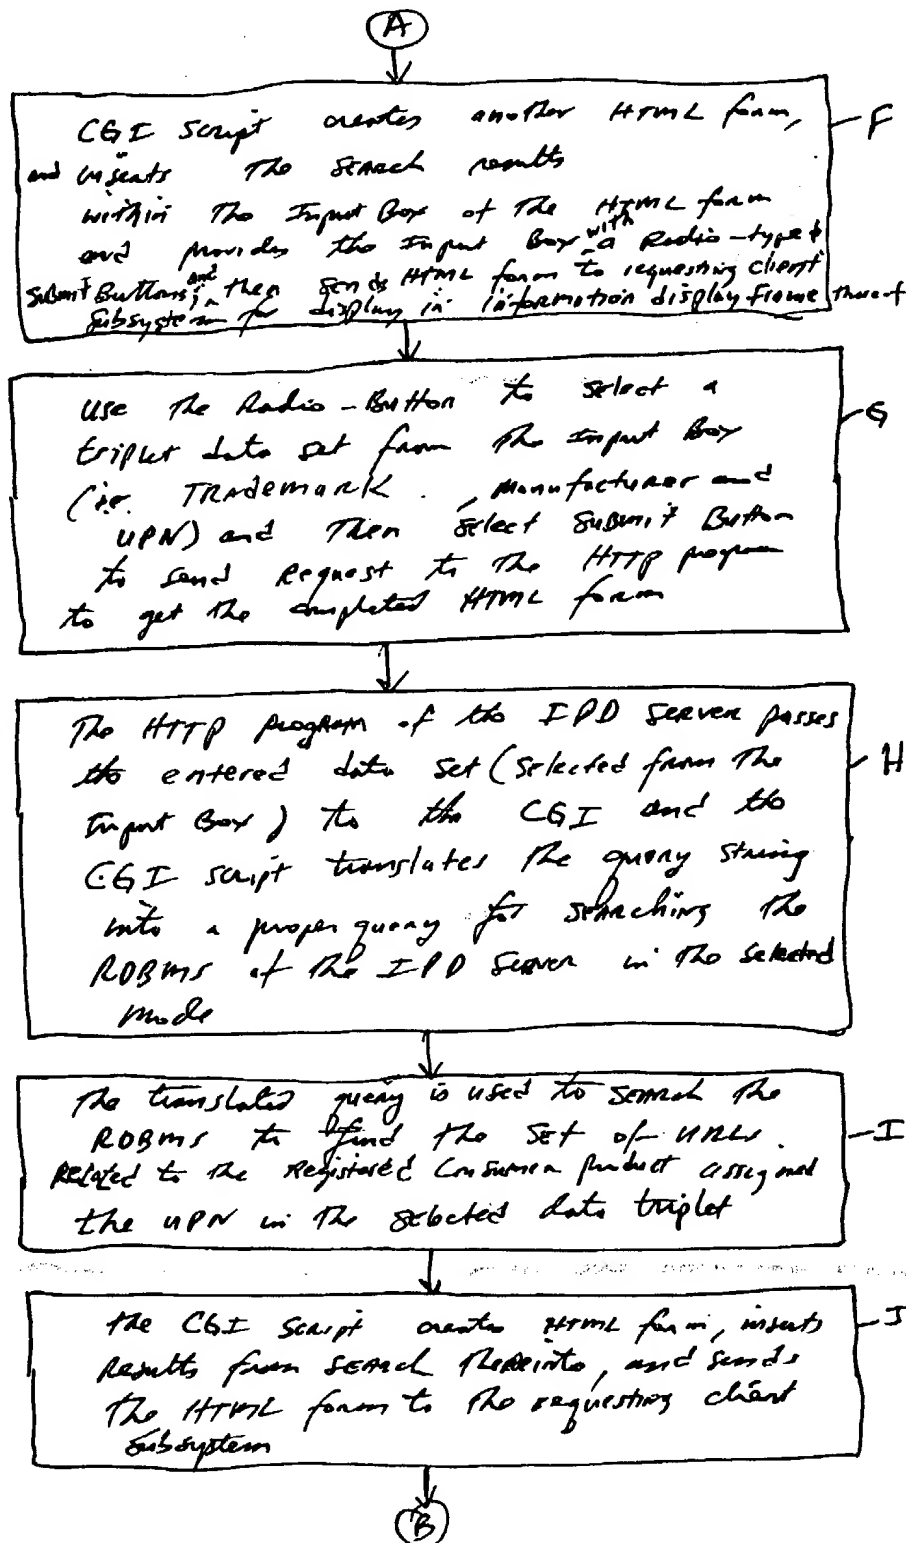 A
CGI Script creates another HTML form, F
and inserts the SEARCH results
within the Input Box of the HTML form
and provides the Input Box with a Radio-type &
Submit Buttons; and then sends HTML form to requesting client
subsystem for display in information display frame thereof
Use the Radio-Button to select a
triplet data set from the Input Box G
(i.e. TRADEMARK, Manufacturer and
UPN) and then select Submit Button
to send Request to the HTTP program
to get the completed HTML form
The HTTP program of the IPD Server passes
the entered data set (selected from the H
Input Box) to the CGI and the
CGI script translates the query string
into a proper query for searching the
RDBMS of the IPD Server in the selected
mode
The translated query is used to SEARCH the
RDBMS to find the set of URLs I
Related to the Registered Consumer product assigned
the UPN in the selected data triplet
the CGI Script creates HTML form, inserts J
Results from SEARCH thereinto, and sends
the HTML form to the requesting client
subsystem
B